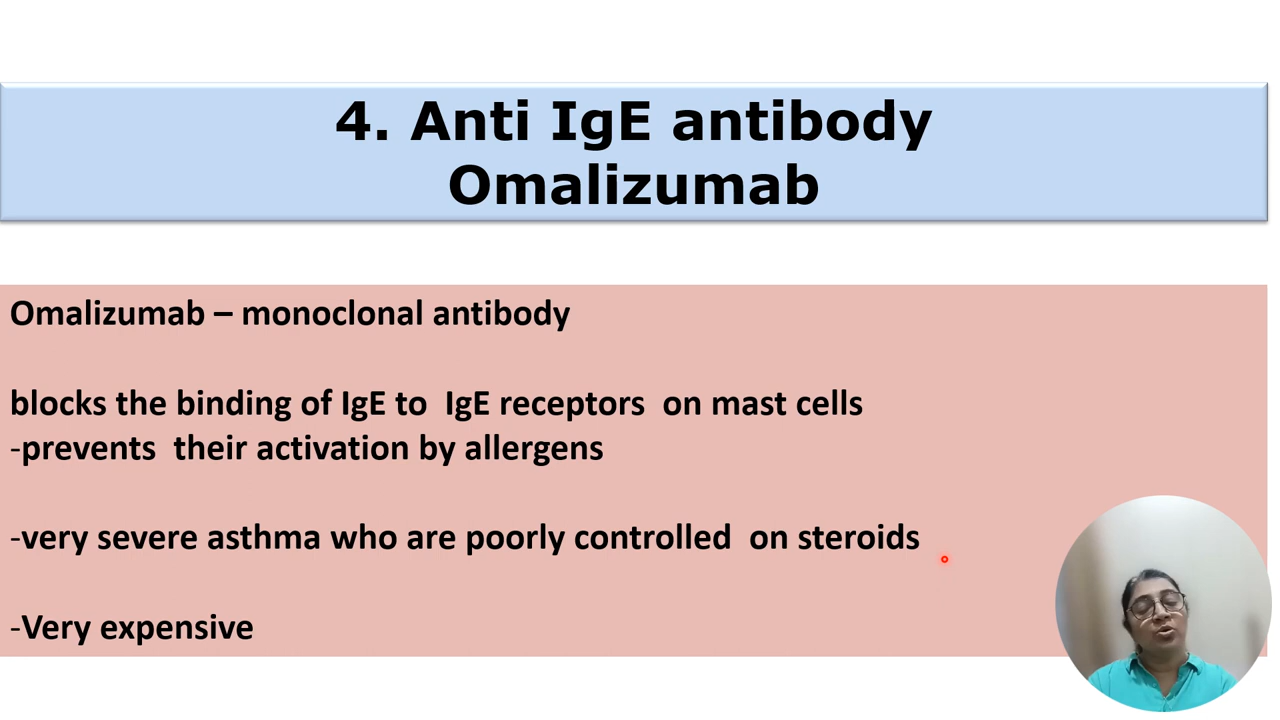 4. Anti IgE antibody
Omalizumab
Omalizumab – monoclonal antibody
blocks the binding of IgE to  IgE receptors  on mast cells
-prevents  their activation by allergens
-very severe asthma who are poorly controlled  on steroids
-Very expensive